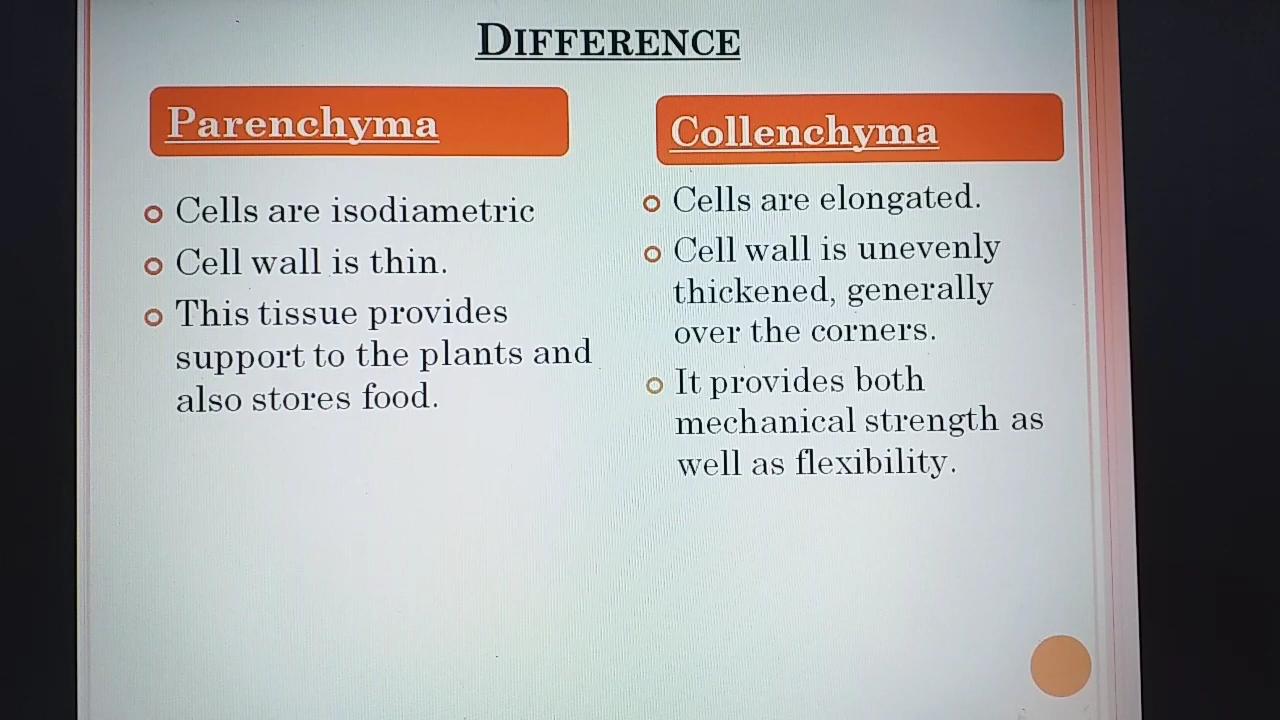 DIFFERENCE
Parenchyma
Cells are isodiametric
Cell wall is thin.
This tissue provides
support to the plants and
also stores food.
Collenchyma
Cells are elongated.
Cell wall is unevenly
thickened, generally
over the corners.
It provides both
mechanical strength as
well as flexibility.